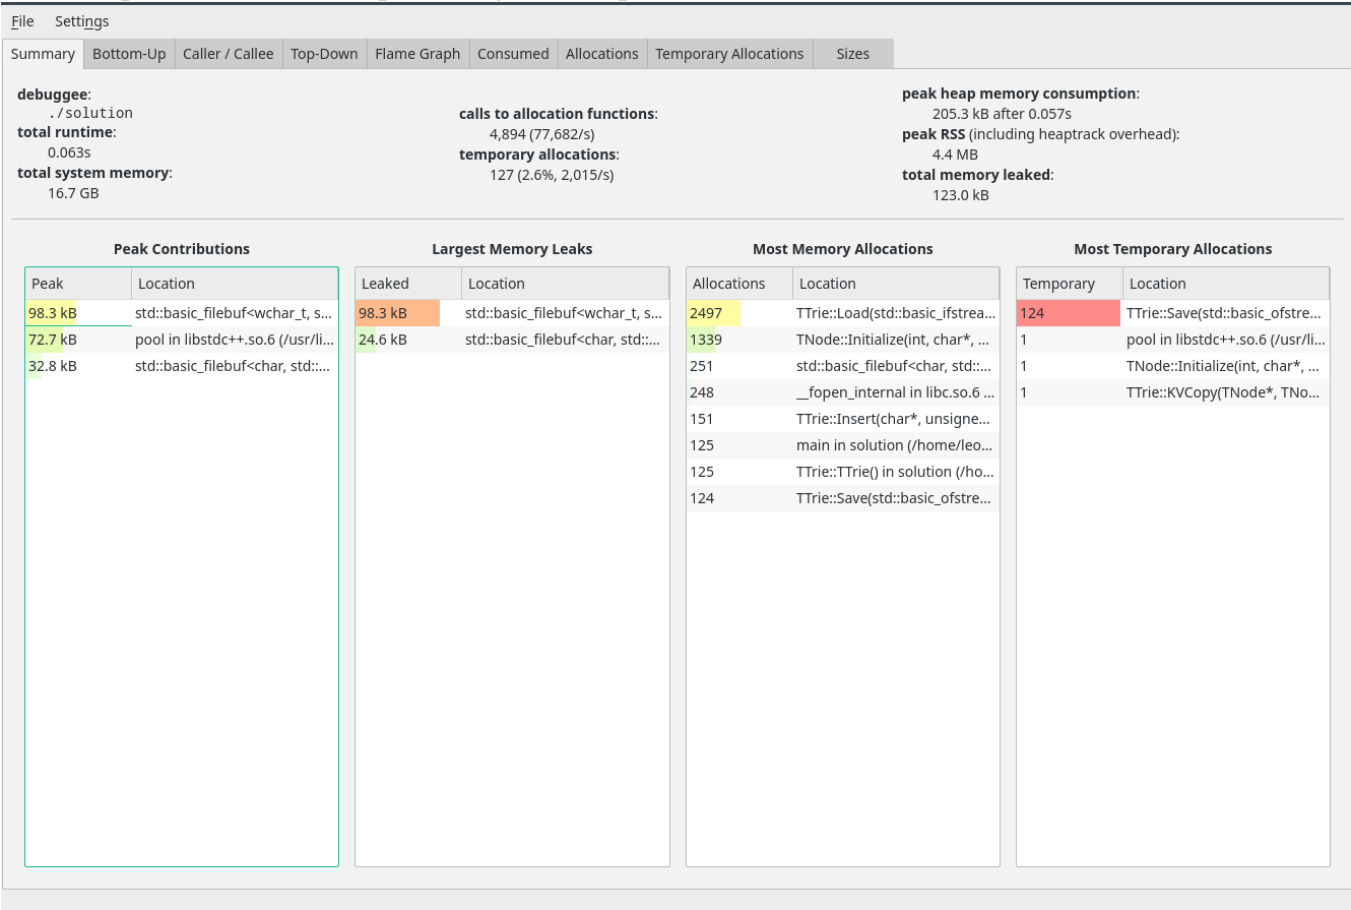 File Settings
Summary Bottom-Up Caller / Callee Top-Down Flame Graph Consumed Allocations Temporary Allocations Sizes
debuggee:
./solution
total runtime:
0.063s
total system memory:
16.7 GB
calls to allocation functions:
4,894 (77,682/s)
temporary allocations:
127 (2.6%, 2,015/s)
peak heap memory consumption:
205.3 kB after 0.057s
peak RSS (including heaptrack overhead):
4.4 MB
total memory leaked:
123.0 kB
Peak Contributions
Peak Location
98.3 kB std::basic_filebuf<wchar_t, s...
72.7 kB pool in libstdc++.so.6 (/usr/li...
32.8 kB std::basic_filebuf<char, std::...
Largest Memory Leaks
Leaked Location
98.3 kB std::basic_filebuf<wchar_t, s...
24.6 kB std::basic_filebuf<char, std::...
Most Memory Allocations
Allocations Location
2497 TTrie::Load(std::basic_ifstrea...
1339 TNode::Initialize(int, char*, ...
251 std::basic_filebuf<char, std::...
248 __fopen_internal in libc.so.6 ...
151 TTrie::Insert(char*, unsigne...
125 main in solution (/home/leo...
125 TTrie::TTrie() in solution (/ho...
124 TTrie::Save(std::basic_ofstre...
Most Temporary Allocations
Temporary Location
124 TTrie::Save(std::basic_ofstre...
1 pool in libstdc++.so.6 (/usr/li...
1 TNode::Initialize(int, char*, ...
1 TTrie::KVCopy(TNode*, TNo...